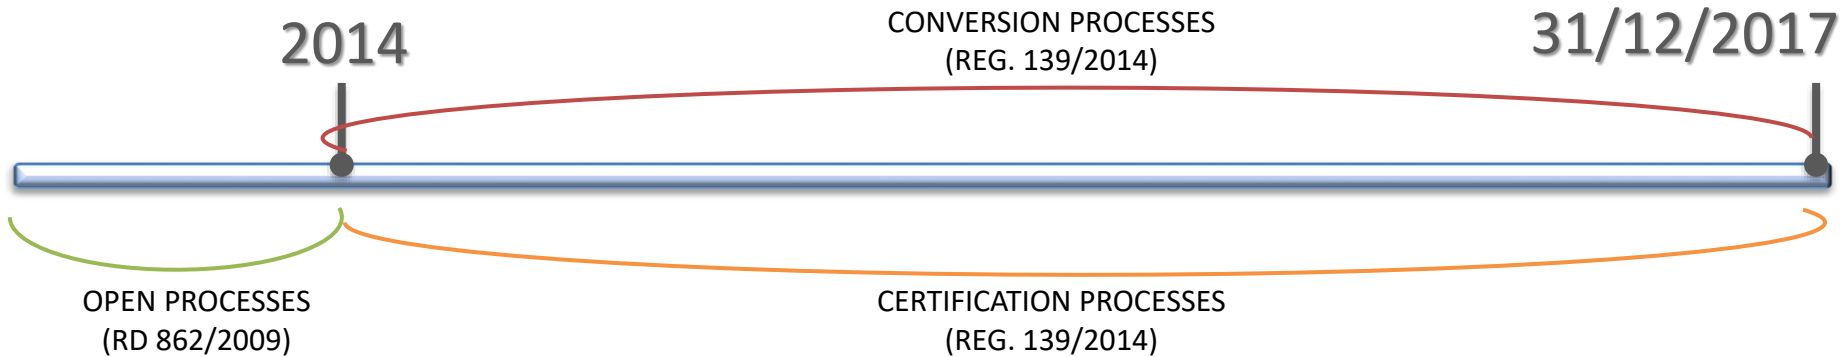 2014
CONVERSION PROCESSES
(REG. 139/2014)
31/12/2017
OPEN PROCESSES
(RD 862/2009)
CERTIFICATION PROCESSES
(REG. 139/2014)